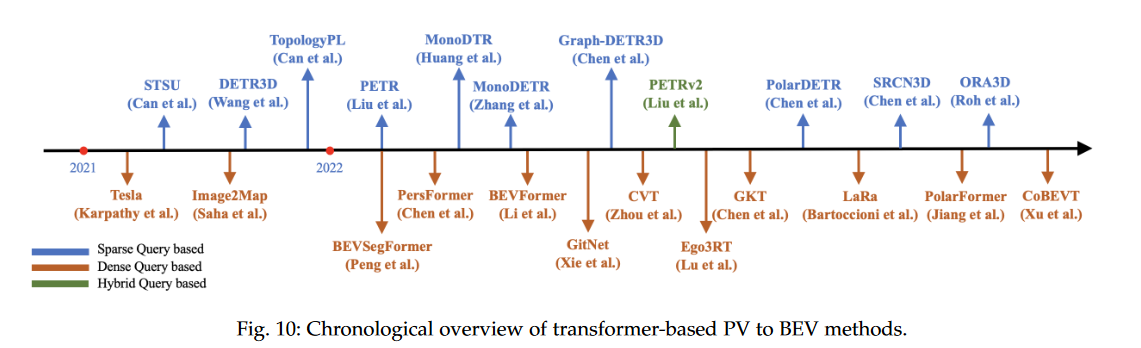 TopologyPL
(Can et al.)
MonoDTR
(Huang et al.)
Graph-DETR3D
(Chen et al.)
STSU
(Can et al.)
DETR3D
(Wang et al.)
PETR
(Liu et al.)
MonoDETR
(Zhang et al.)
PETRv2
(Liu et al.)
PolarDETR
(Chen et al.)
SRCN3D
(Chen et al.)
ORA3D
(Roh et al.)
2021
2022
Tesla
(Karpathy et al.)
Image2Map
(Saha et al.)
PersFormer
(Chen et al.)
BEVFormer
(Li et al.)
CVT
(Zhou et al.)
GKT
(Chen et al.)
LaRa
(Bartoccioni et al.)
PolarFormer
(Jiang et al.)
CoBEVT
(Xu et al.)
BEVSegFormer
(Peng et al.)
GitNet
(Xie et al.)
Ego3RT
(Lu et al.)
Sparse Query based
Dense Query based
Hybrid Query based
Fig. 10: Chronological overview of transformer-based PV to BEV methods.